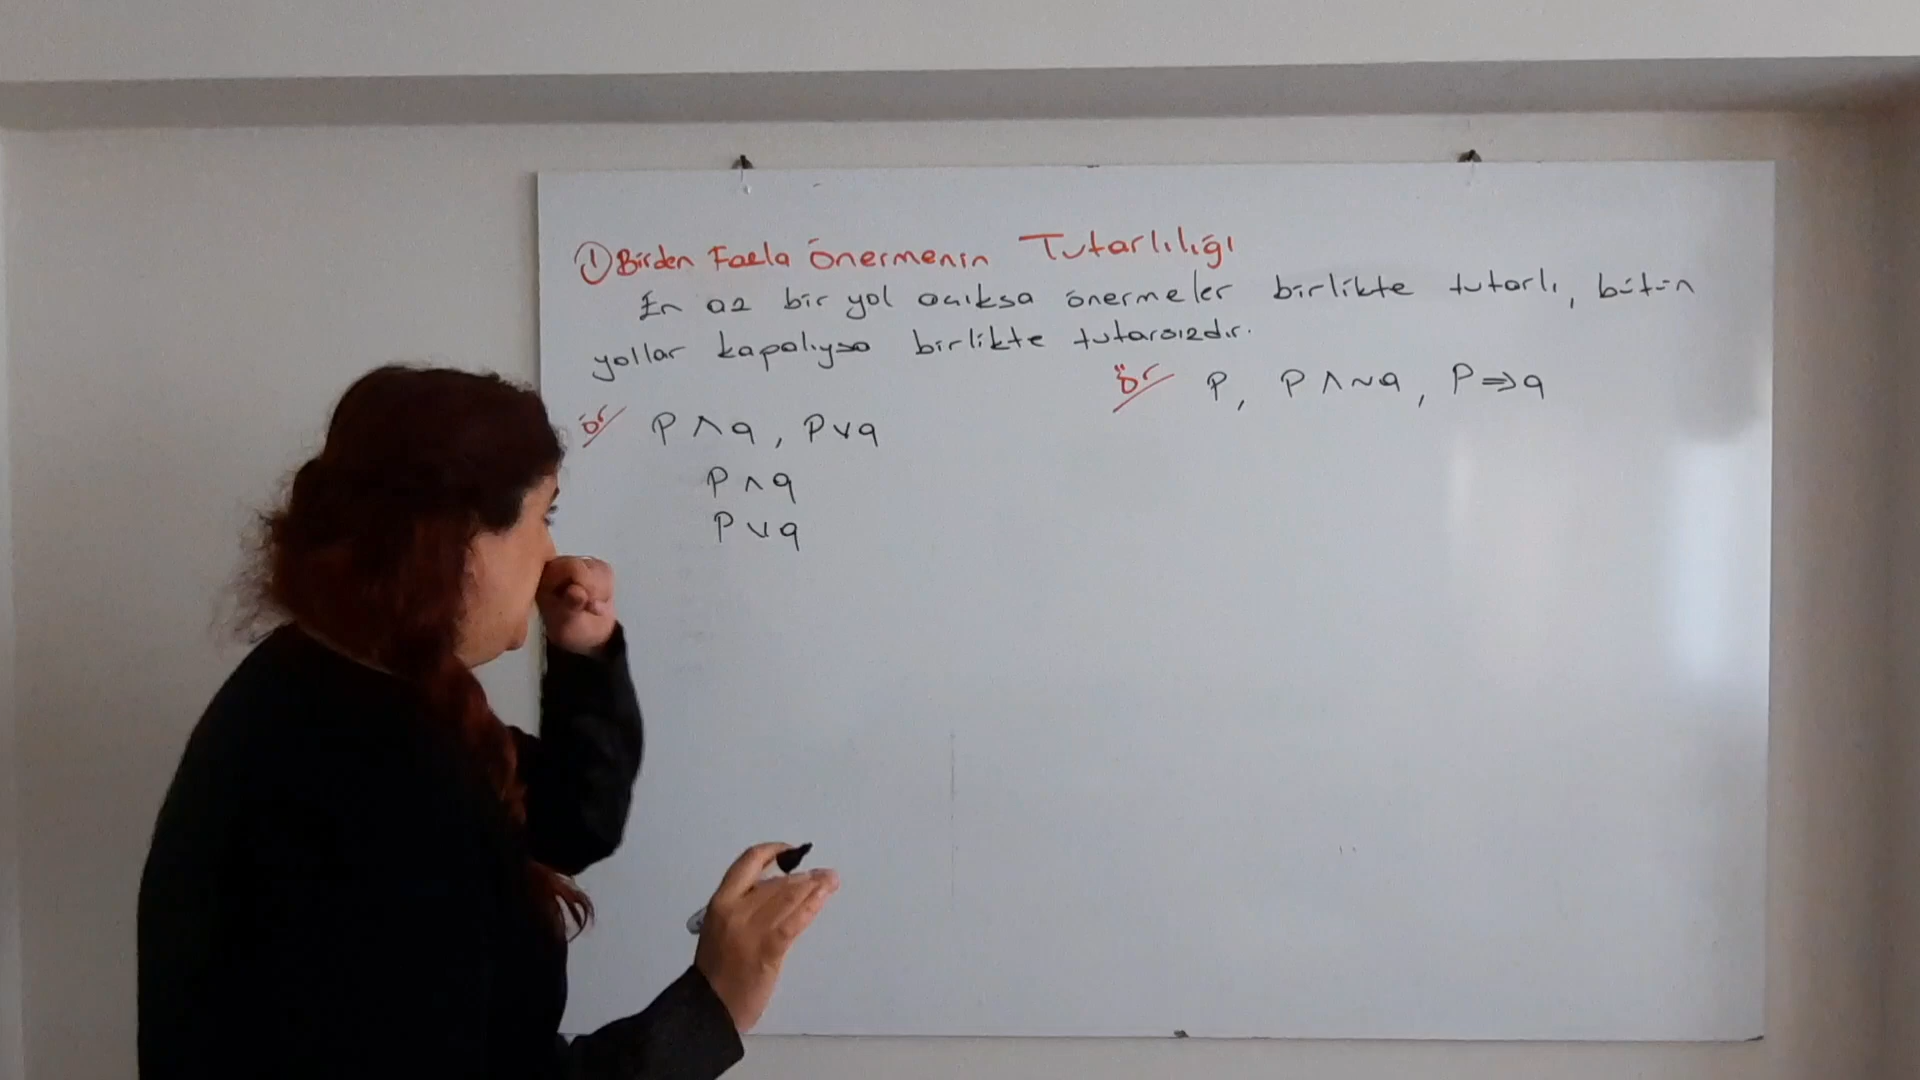 ① Birden Fazla önermenin Tutarlılığı
En az bir yol açıksa önermeler birlikte tutarlı, bütün
yollar kapalıysa birlikte tutarsızdır.
ör P ∧ q, P ∨ q
P ∧ q
P ∨ q
ör P, P ∧ ~q, P ⇒ q